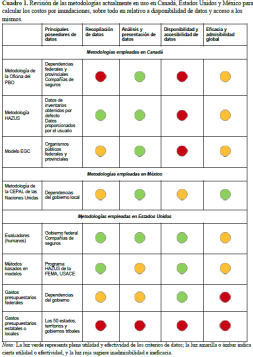 Cuadro 1. Revisión de las metodologías actualmente en uso en Canadá, Estados Unidos y México para
calcular los costos por inundaciones, sobre todo en relativo a disponibilidad de datos y acceso a los
mismos.
Principales proveedores de datos
Recopilación de datos
Análisis y presentación de datos
Disponibilidad y accesibilidad de datos
Eficacia y admisibilidad global
Metodologías empleadas en Canadá
Metodología de la Oficina del PBO
Dependencias federales y provinciales
Compañías de seguros
Metodología HAZUS
Datos de inventarios obtenidos por defecto
Datos proporcionados por el usuario
Modelo EGC
Organismos públicos federales y provinciales
Metodologías empleadas en México
Metodología de la CEPAL de las Naciones Unidas
Dependencias del gobierno local
Metodologías empleadas en Estados Unidos
Evaluadores (humanos)
Gobierno federal
Compañías de seguros
Métodos basados en modelos
Programa HAZUS de la FEMA, USACE
Gastos presupuestarios federales
Dependencias del gobierno
Gastos presupuestarios estatales o locales
Los 50 estados, territorios y gobiernos tribales
Nota: La luz verde representa plena utilidad y efectividad de los criterios de datos; la luz amarilla o ámbar indica
cierta utilidad o efectividad, y la luz roja sugiere inadmisibilidad e ineficacia.